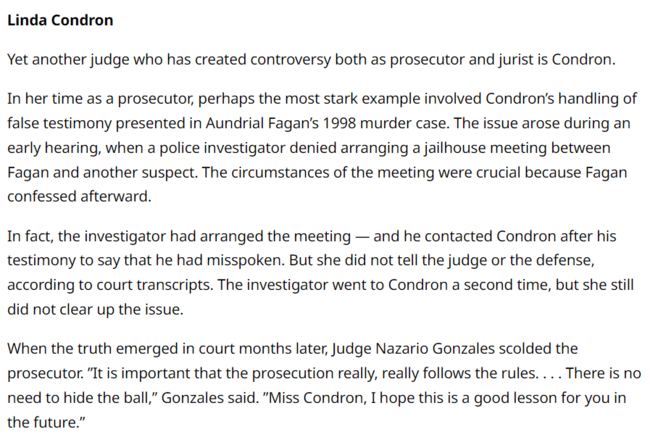 Linda Condron
Yet another judge who has created controversy both as prosecutor and jurist is Condron.
In her time as a prosecutor, perhaps the most stark example involved Condron’s handling of
false testimony presented in Aundrial Fagan’s 1998 murder case. The issue arose during an
early hearing, when a police investigator denied arranging a jailhouse meeting between
Fagan and another suspect. The circumstances of the meeting were crucial because Fagan
confessed afterward.
In fact, the investigator had arranged the meeting — and he contacted Condron after his
testimony to say that he had misspoken. But she did not tell the judge or the defense,
according to court transcripts. The investigator went to Condron a second time, but she still
did not clear up the issue.
When the truth emerged in court months later, Judge Nazario Gonzales scolded the
prosecutor. ”It is important that the prosecution really, really follows the rules. . . . There is no
need to hide the ball,” Gonzales said. ”Miss Condron, I hope this is a good lesson for you in
the future.”